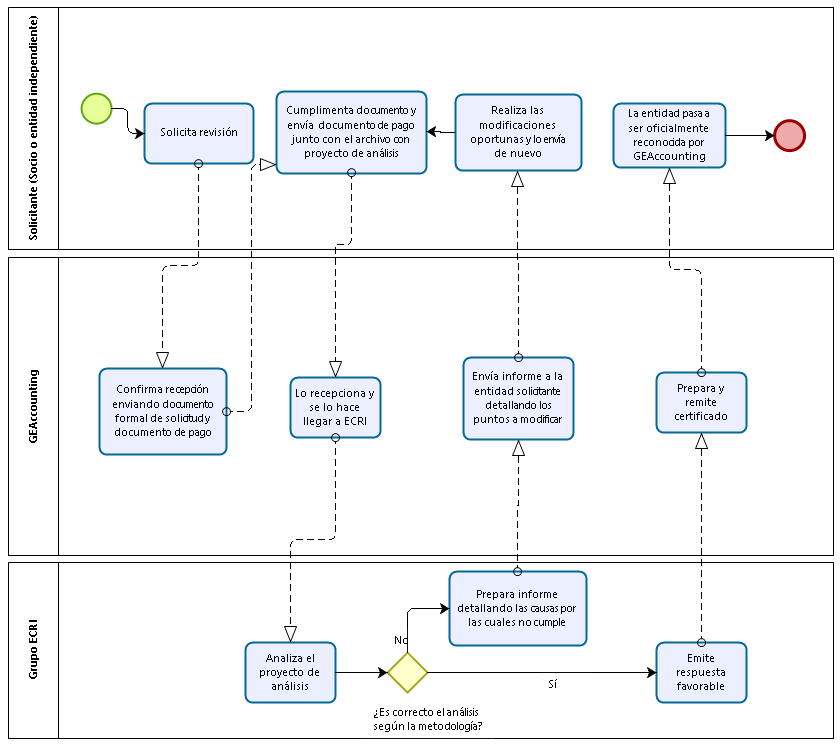 Solicitante (Socio o entidad independiente)
Solicita revisión
Cumplimenta documento y
envía documento de pago
junto con el archivo con
proyecto de análisis
Realiza las
modificaciones
oportunas y lo envía
de nuevo
La entidad pasa a
ser oficialmente
reconocida por
GEAccounting
GEAccounting
Confirma recepción
enviando documento
formal de solicitud y
documento de pago
Lo recepciona y
se lo hace
llegar a ECRI
Envía informe a la
entidad solicitante
detallando los
puntos a modificar
Prepara y
remite
certificado
Grupo ECRI
Analiza el
proyecto de
análisis
No
Prepara informe
detallando las causas por
las cuales no cumple
Sí
Emite
respuesta
favorable
¿Es correcto el análisis
según la metodología?